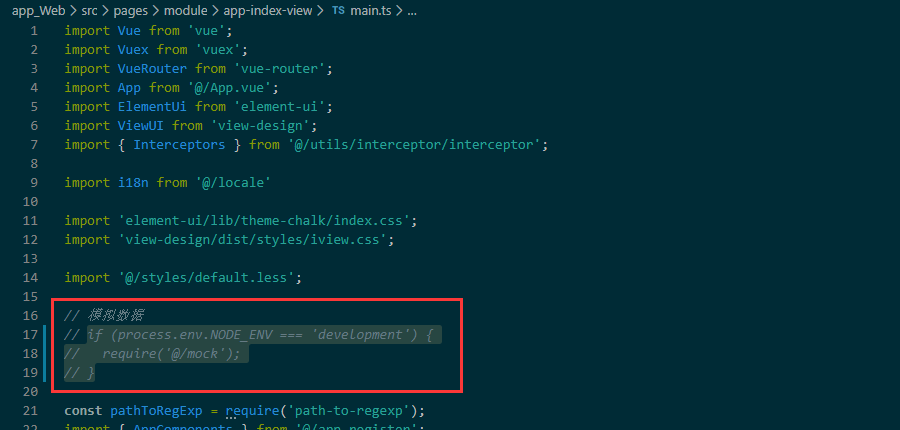 app_Web > src > pages > module > app-index-view > TS main.ts > ...
1 import Vue from 'vue';
2 import Vuex from 'vuex';
3 import VueRouter from 'vue-router';
4 import App from '@/App.vue';
5 import ElementUi from 'element-ui';
6 import ViewUI from 'view-design';
7 import { Interceptors } from '@/utils/interceptor/interceptor';
8
9 import i18n from '@/locale'
10
11 import 'element-ui/lib/theme-chalk/index.css';
12 import 'view-design/dist/styles/iview.css';
13
14 import '@/styles/default.less';
15
16 // 模拟数据
17 // if (process.env.NODE_ENV === 'development') {
18 //   require('@/mock');
19 // }
20
21 const pathToRegExp = require('path-to-regexp');
22 import { AppComponents } from '@/app-register';